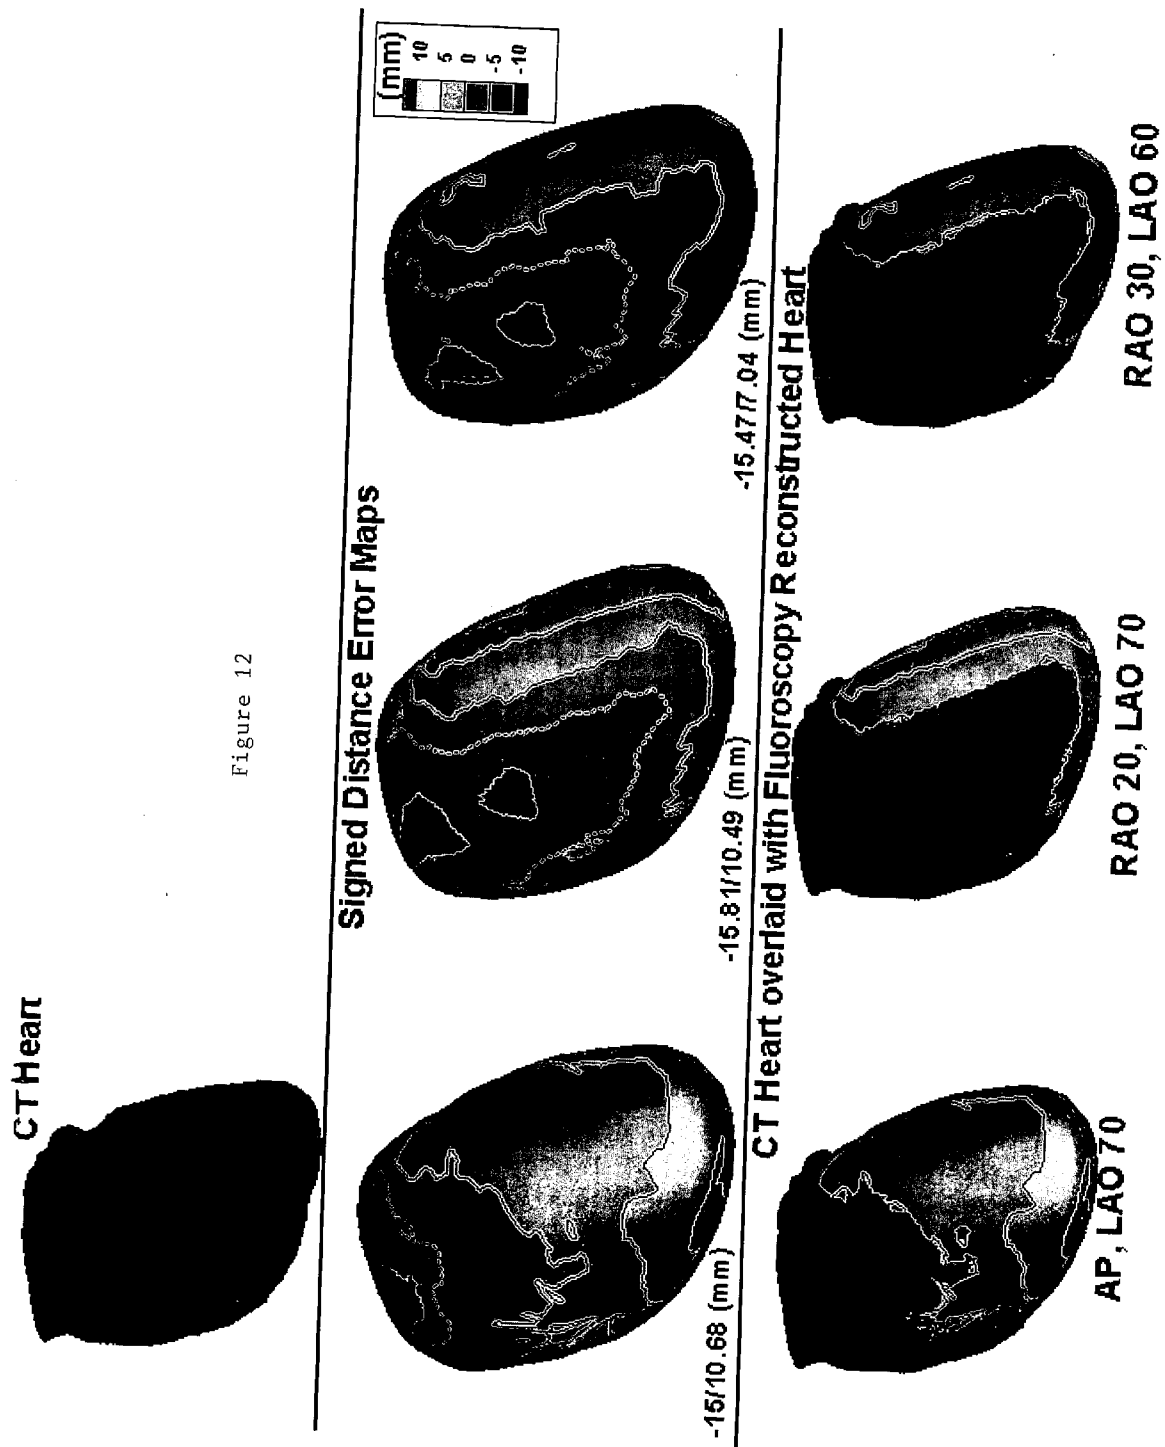 CT Heart
Figure 12
Signed Distance Error Maps
(mm)
10
5
0
-5
-10
-15/10.68 (mm)
-15.81/10.49 (mm)
-15.47/7.04 (mm)
CT Heart overlaid with Fluoroscopy Reconstructed Heart
AP, LAO 70
RAO 20, LAO 70
RAO 30, LAO 60